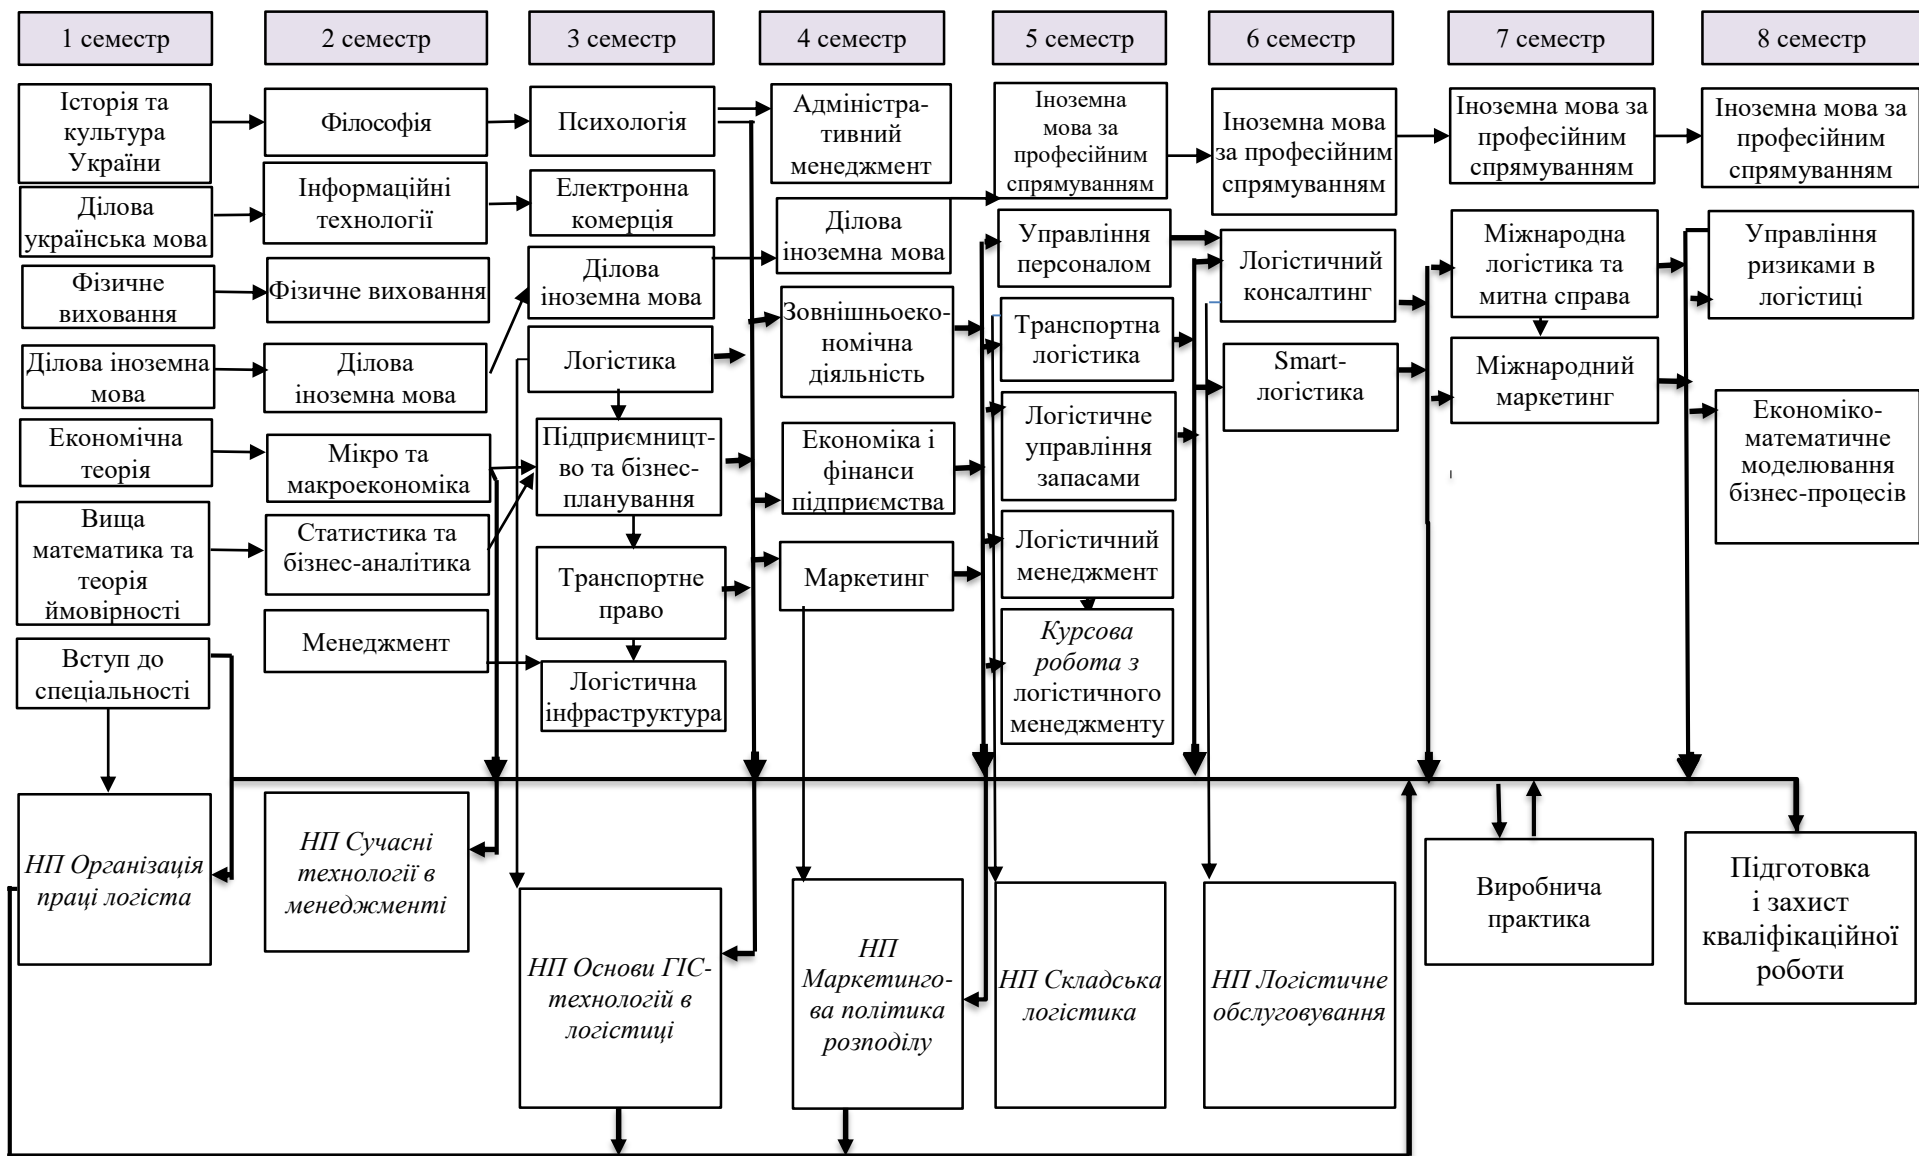 1 семестр
2 семестр
3 семестр
4 семестр
5 семестр
6 семестр
7 семестр
8 семестр
Історія та
культура
України
Ділова
українська мова
Фізичне
виховання
Ділова іноземна
мова
Економічна
теорія
Вища
математика та
теорія
ймовірності
Вступ до
спеціальності
НП Організація
праці логіста
Філософія
Інформаційні
технології
Фізичне виховання
Ділова
іноземна мова
Мікро та
макроекономіка
Статистика та
бізнес-аналітика
Менеджмент
НП Сучасні
технології в
менеджменті
Психологія
Електронна
комерція
Ділова
іноземна мова
Логістика
Підприємницт-
во та бізнес-
планування
Транспортне
право
Логістична
інфраструктура
НП Основи ГІС-
технологій в
логістиці
Адміністра-
тивний
менеджмент
Ділова
іноземна мова
Зовнішньоеко-
номічна
діяльність
Економіка і
фінанси
підприємства
Маркетинг
НП
Маркетинго-
ва політика
розподілу
Іноземна
мова за
професійним
спрямуванням
Управління
персоналом
Транспортна
логістика
Логістичне
управління
запасами
Логістичний
менеджмент
Курсова
робота з
логістичного
менеджменту
НП Складська
логістика
Іноземна мова
за професійним
спрямуванням
Логістичний
консалтинг
Smart-
логістика
НП Логістичне
обслуговування
Іноземна мова за
професійним
спрямуванням
Міжнародна
логістика та
митна справа
Міжнародний
маркетинг
Виробнича
практика
Іноземна мова за
професійним
спрямуванням
Управління
ризиками в
логістиці
Економіко-
математичне
моделювання
бізнес-процесів
Підготовка
і захист
кваліфікаційної
роботи